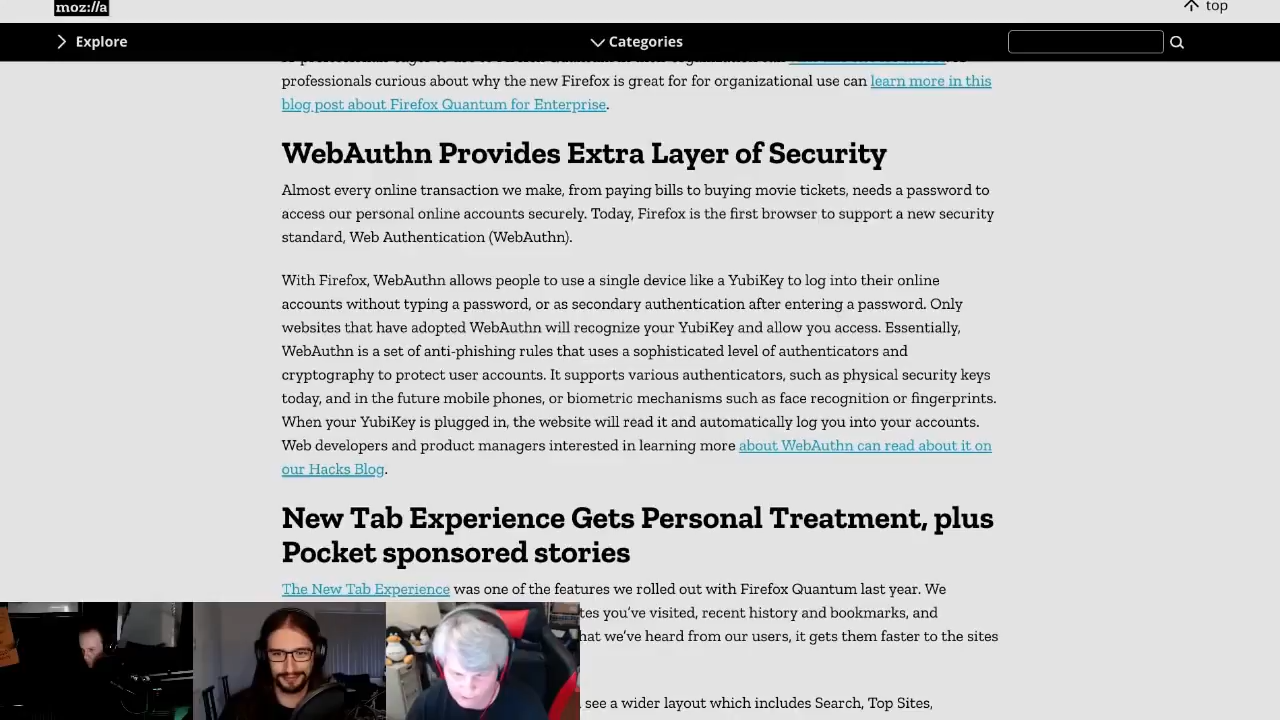 moz://a
top
Explore
Categories
professionals curious about why the new Firefox is great for for organizational use can learn more in this
blog post about Firefox Quantum for Enterprise.
WebAuthn Provides Extra Layer of Security
Almost every online transaction we make, from paying bills to buying movie tickets, needs a password to
access our personal online accounts securely. Today, Firefox is the first browser to support a new security
standard, Web Authentication (WebAuthn).
With Firefox, WebAuthn allows people to use a single device like a YubiKey to log into their online
accounts without typing a password, or as secondary authentication after entering a password. Only
websites that have adopted WebAuthn will recognize your YubiKey and allow you access. Essentially,
WebAuthn is a set of anti-phishing rules that uses a sophisticated level of authenticators and
cryptography to protect user accounts. It supports various authenticators, such as physical security keys
today, and in the future mobile phones, or biometric mechanisms such as face recognition or fingerprints.
When your YubiKey is plugged in, the website will read it and automatically log you into your accounts.
Web developers and product managers interested in learning more about WebAuthn can read about it on
our Hacks Blog.
New Tab Experience Gets Personal Treatment, plus
Pocket sponsored stories
The New Tab Experience was one of the features we rolled out with Firefox Quantum last year. We
you've visited, recent history and bookmarks, and
we've heard from our users, it gets them faster to the sites
see a wider layout which includes Search, Top Sites,